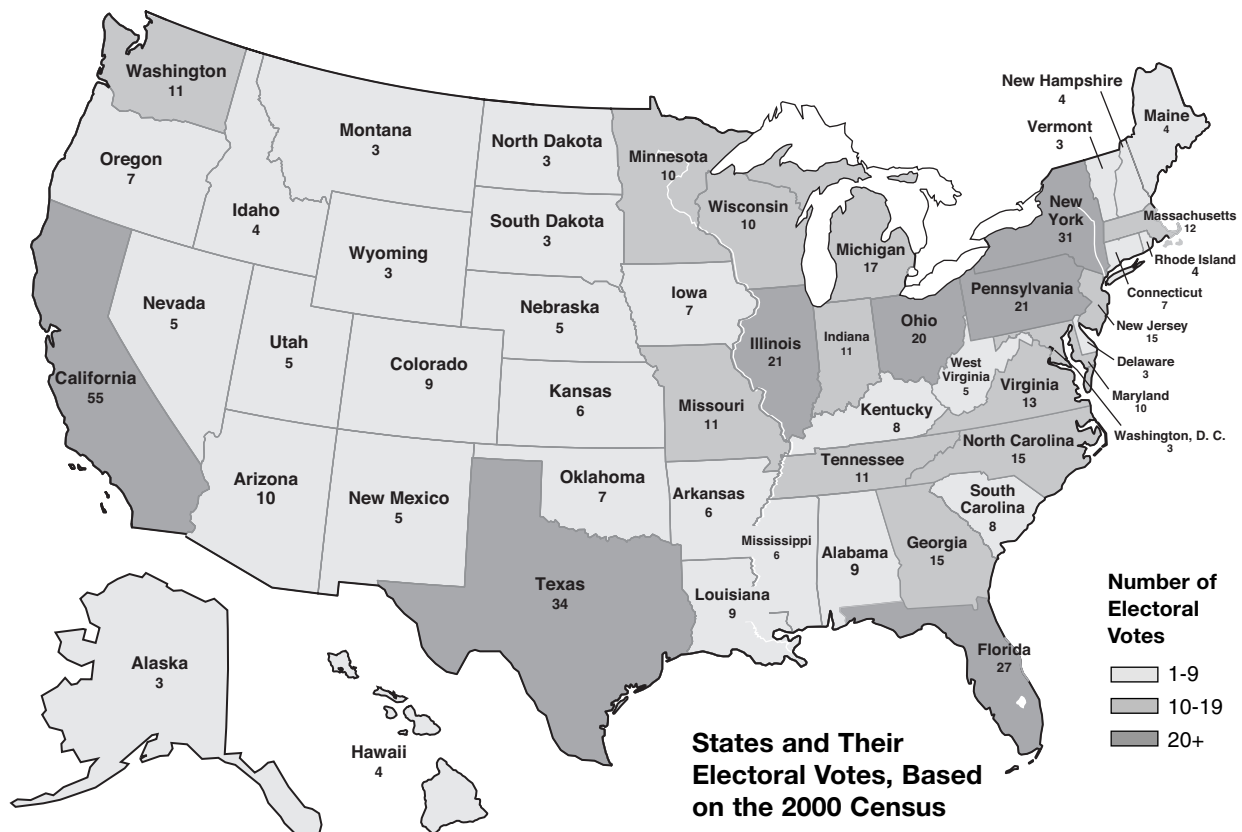 Washington
11
Oregon
7
California
55
Nevada
5
Idaho
4
Montana
3
Wyoming
3
Utah
5
Arizona
10
Colorado
9
New Mexico
5
North Dakota
3
South Dakota
3
Nebraska
5
Kansas
6
Oklahoma
7
Texas
34
Minnesota
10
Iowa
7
Missouri
11
Arkansas
6
Louisiana
9
Wisconsin
10
Illinois
21
Michigan
17
Indiana
11
Ohio
20
Kentucky
8
Tennessee
11
Mississippi
6
Alabama
9
Georgia
15
Florida
27
South
Carolina
8
North Carolina
15
Virginia
13
West
Virginia
5
Pennsylvania
21
New
York
31
New Hampshire
4
Vermont
3
Maine
4
Massachusetts
12
Rhode Island
4
Connecticut
7
New Jersey
15
Delaware
3
Maryland
10
Washington, D. C.
3
Alaska
3
Hawaii
4
Number of
Electoral
Votes
1-9
10-19
20+
States and Their
Electoral Votes, Based
on the 2000 Census